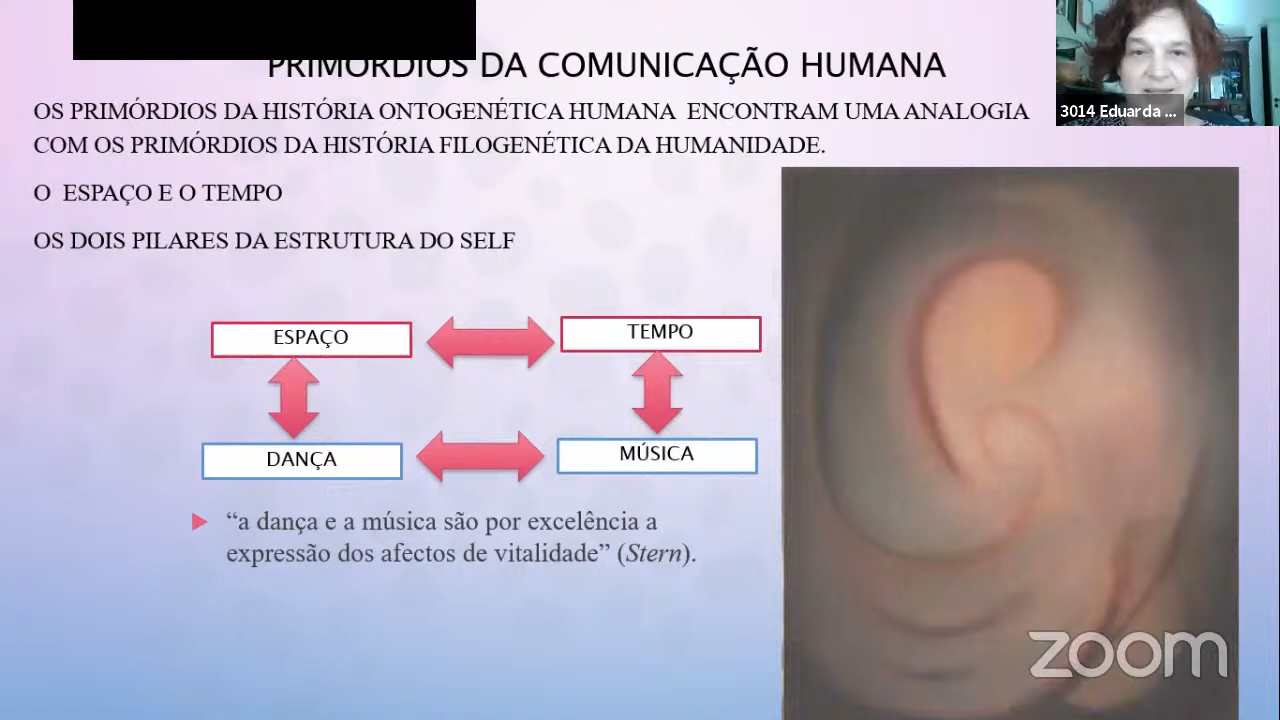 PRIMÓRDIOS DA COMUNICAÇÃO HUMANA
3014 Eduarda ...
OS PRIMÓRDIOS DA HISTÓRIA ONTOGENÉTICA HUMANA ENCONTRAM UMA ANALOGIA
COM OS PRIMÓRDIOS DA HISTÓRIA FILOGENÉTICA DA HUMANIDADE.
O ESPAÇO E O TEMPO
OS DOIS PILARES DA ESTRUTURA DO SELF
ESPAÇO
TEMPO
DANÇA
MÚSICA
“a dança e a música são por excelência a
expressão dos afectos de vitalidade” (Stern).
zoom